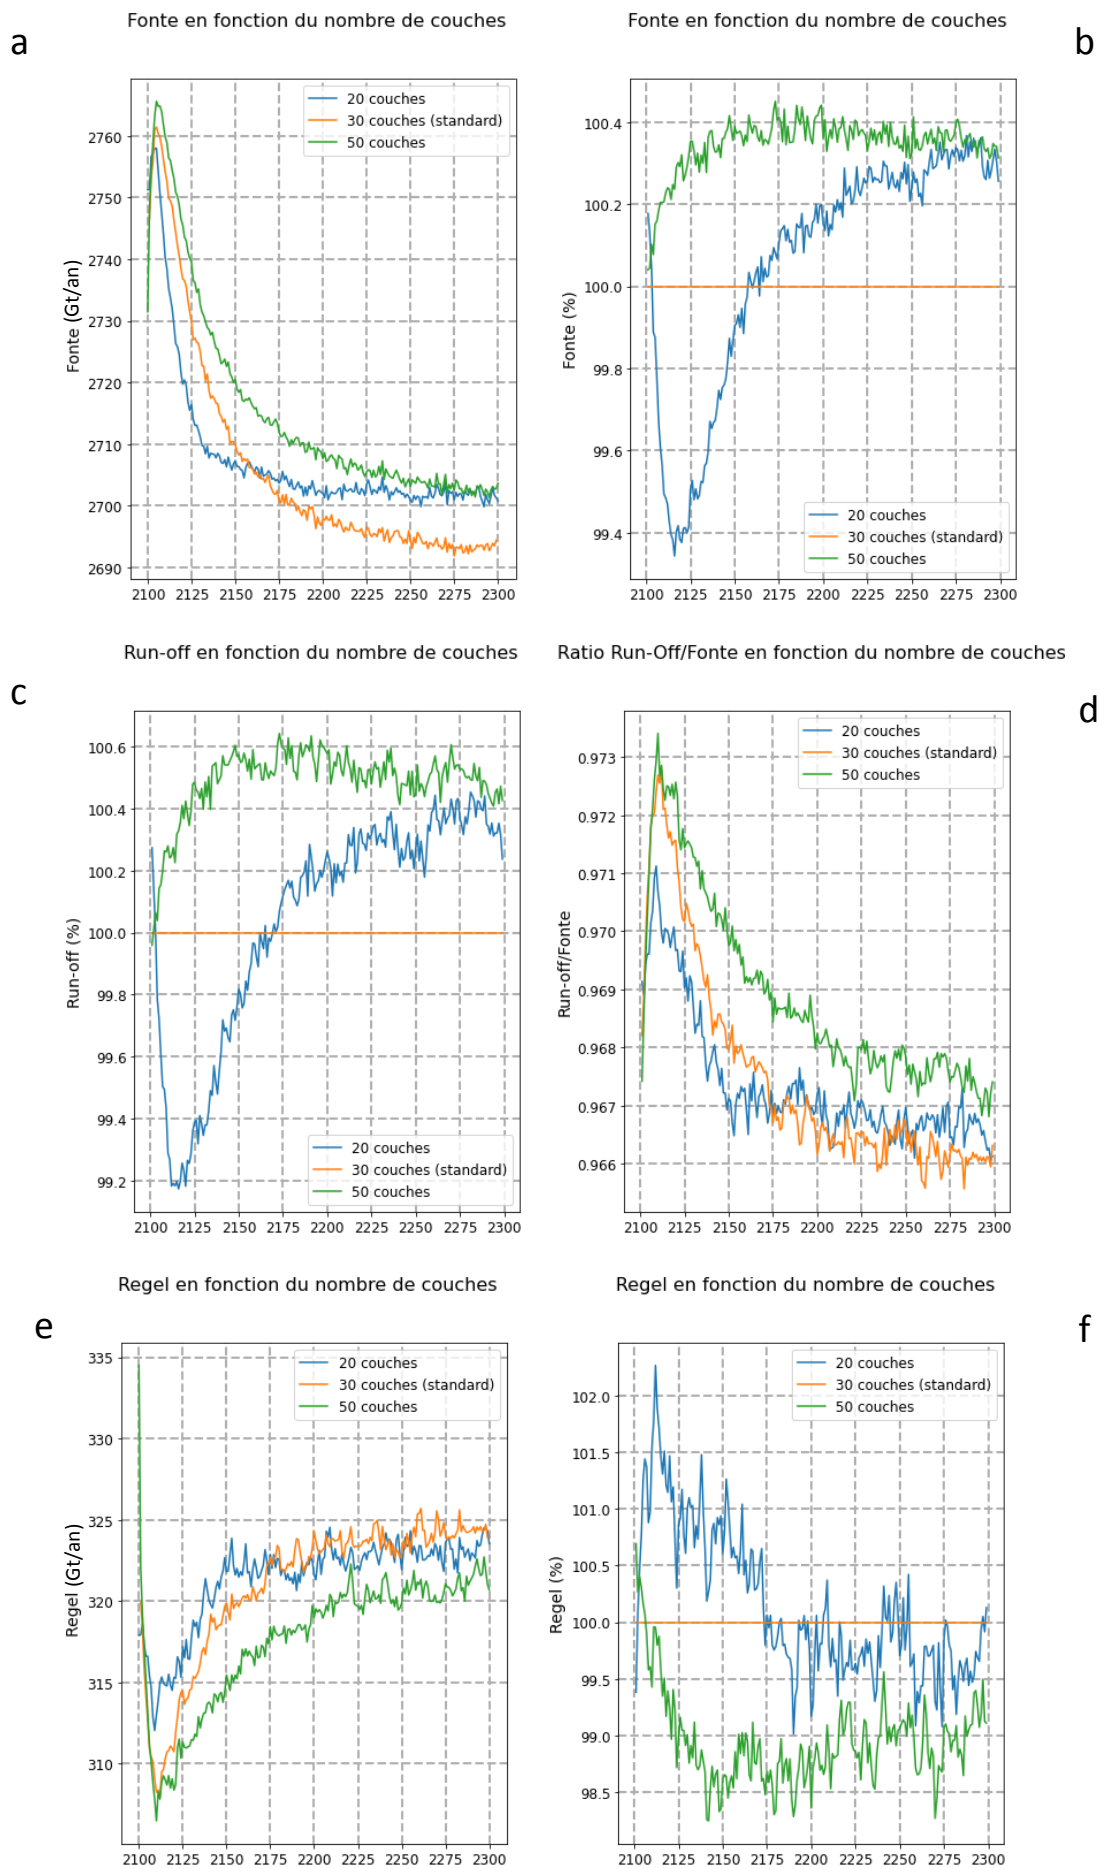 Fonte en fonction du nombre de couches
Fonte en fonction du nombre de couches
a
b
20 couches
30 couches (standard)
50 couches
2760
2750
2740
2730
2720
2710
2700
2690
Fonte (Gt/an)
2100 2125 2150 2175 2200 2225 2250 2275 2300
100.4
100.2
100.0
99.8
99.6
99.4
Fonte (%)
20 couches
30 couches (standard)
50 couches
2100 2125 2150 2175 2200 2225 2250 2275 2300
Run-off en fonction du nombre de couches
Ratio Run-Off/Fonte en fonction du nombre de couches
c
d
100.6
100.4
100.2
100.0
99.8
99.6
99.4
99.2
Run-off (%)
20 couches
30 couches (standard)
50 couches
2100 2125 2150 2175 2200 2225 2250 2275 2300
20 couches
30 couches (standard)
50 couches
0.973
0.972
0.971
0.970
0.969
0.968
0.967
0.966
Run-off/Fonte
2100 2125 2150 2175 2200 2225 2250 2275 2300
Regel en fonction du nombre de couches
Regel en fonction du nombre de couches
e
f
20 couches
30 couches (standard)
50 couches
335
330
325
320
315
310
Regel (Gt/an)
2100 2125 2150 2175 2200 2225 2250 2275 2300
20 couches
30 couches (standard)
50 couches
102.0
101.5
101.0
100.5
100.0
99.5
99.0
98.5
Regel (%)
2100 2125 2150 2175 2200 2225 2250 2275 2300